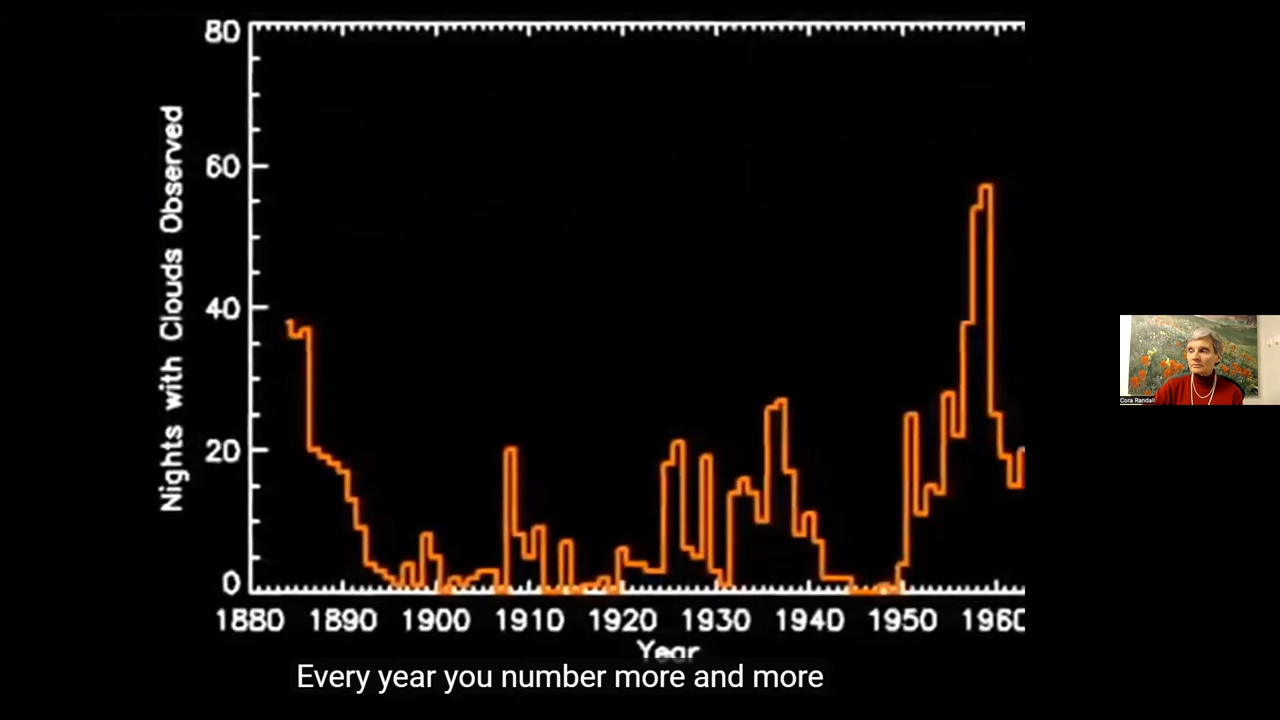 80
60
40
20
0
Nights with Clouds Observed
1880 1890 1900 1910 1920 1930 1940 1950 1960
Year
Cora Randall
Every year you number more and more